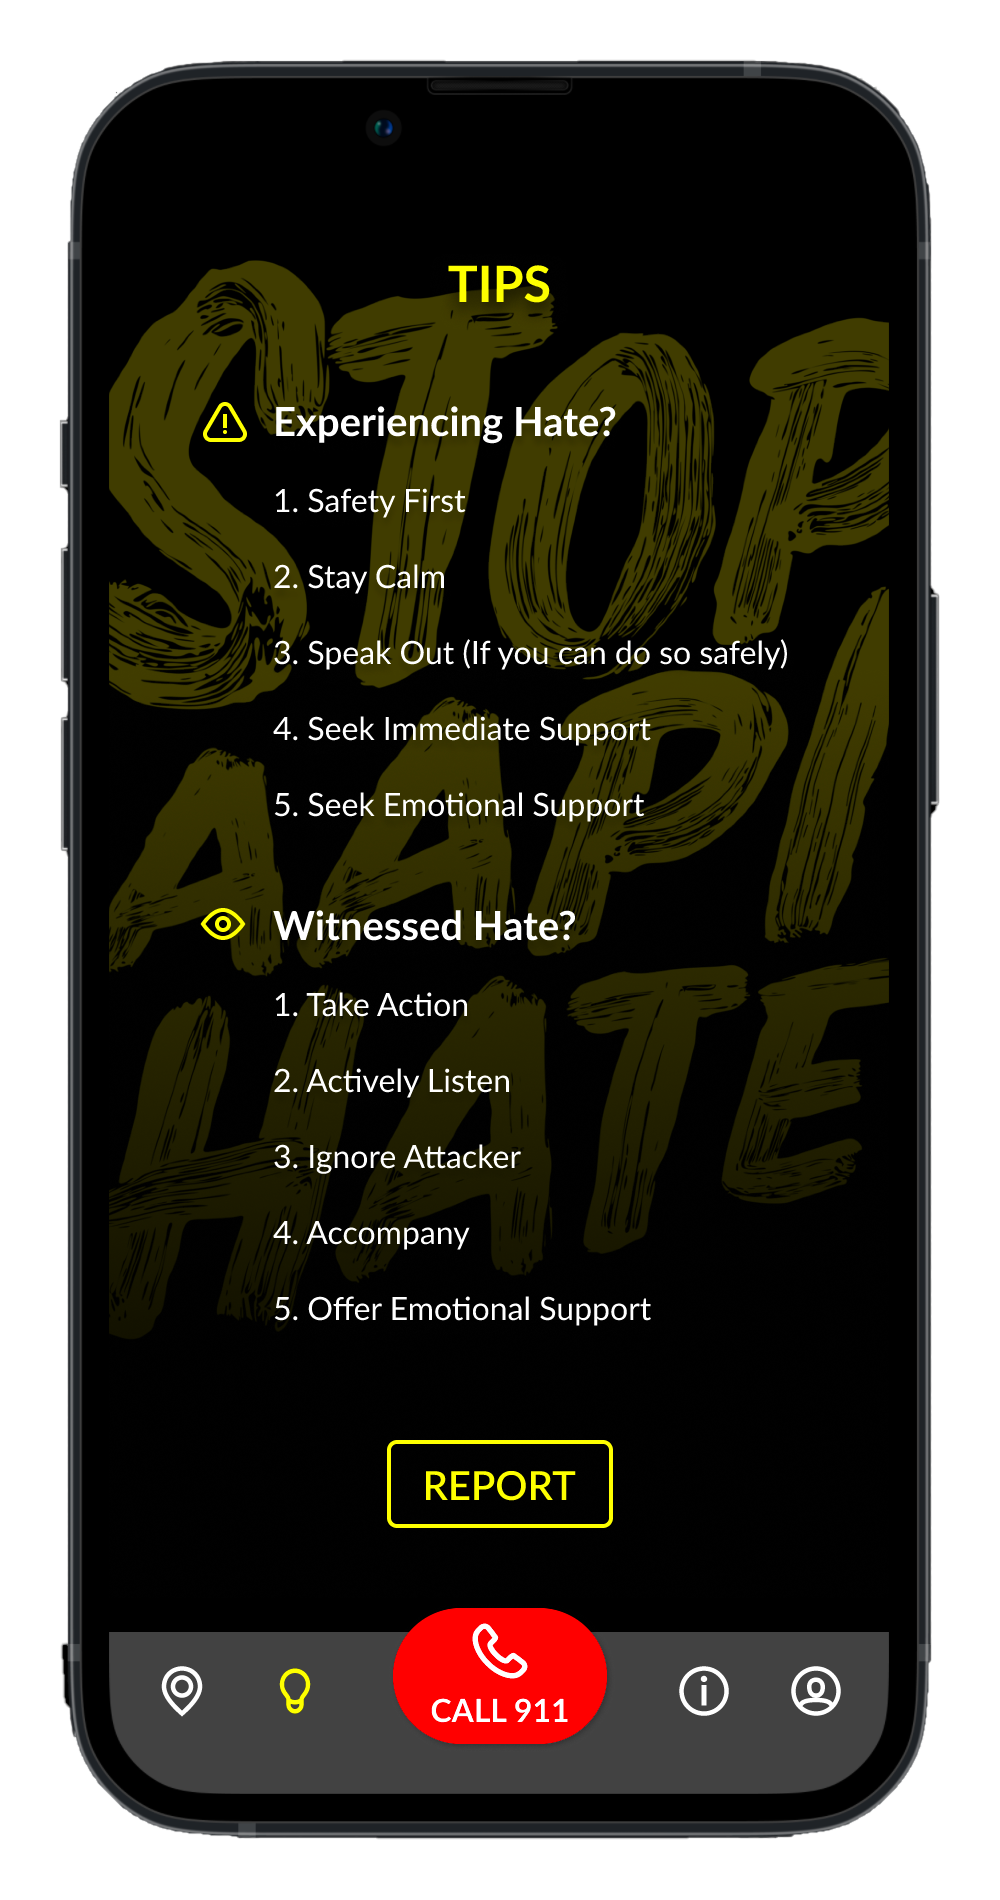 TIPS
STOP
AAPI
HATE
Experiencing Hate?
1. Safety First
2. Stay Calm
3. Speak Out (If you can do so safely)
4. Seek Immediate Support
5. Seek Emotional Support
Witnessed Hate?
1. Take Action
2. Actively Listen
3. Ignore Attacker
4. Accompany
5. Offer Emotional Support
REPORT
CALL 911